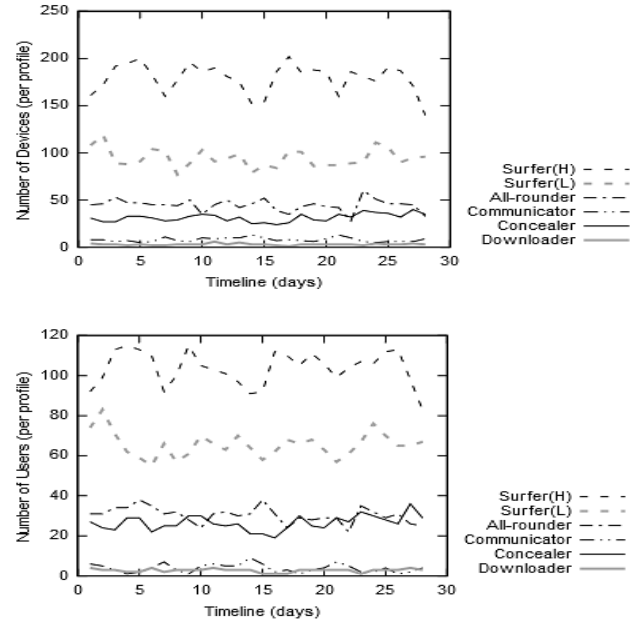 Number of Devices (per profile)
250
200
150
100
50
0
0 5 10 15 20 25 30
Timeline (days)
Surfer(H)
Surfer(L)
All-rounder
Communicator
Concealer
Downloader
Number of Users (per profile)
120
100
80
60
40
20
0
0 5 10 15 20 25 30
Timeline (days)
Surfer(H)
Surfer(L)
All-rounder
Communicator
Concealer
Downloader